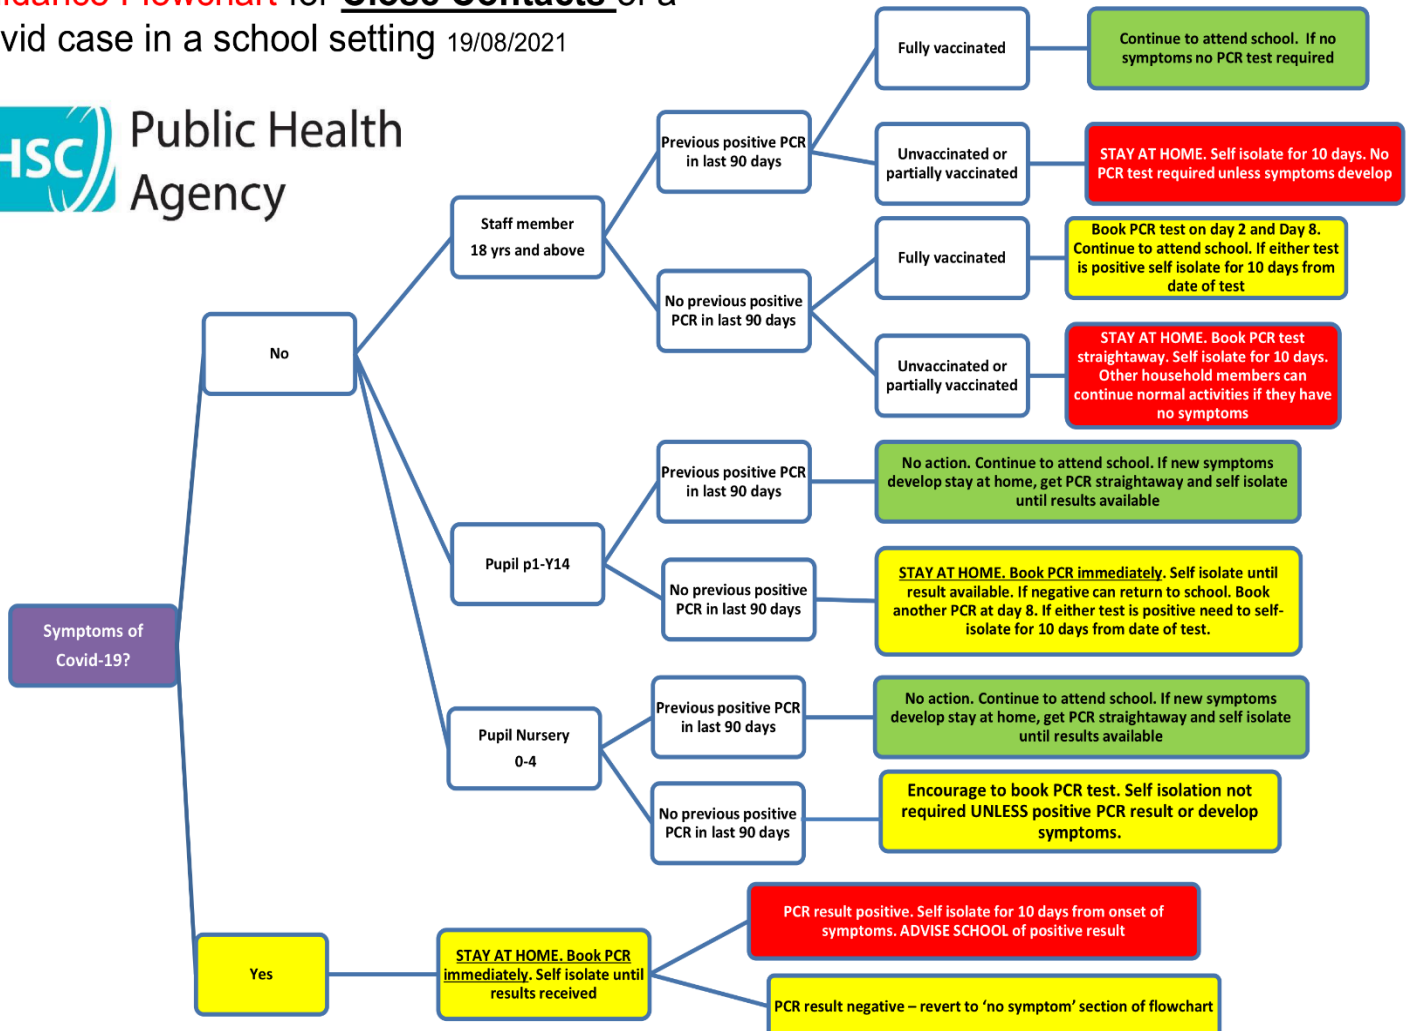 Flowchart for Close Contacts of a
case in a school setting 19/08/2021
HSC Public Health
Agency
Symptoms of
Covid-19?
No
Staff member
18 yrs and above
Previous positive PCR
in last 90 days
Fully vaccinated
Continue to attend school. If no
symptoms no PCR test required
Unvaccinated or
partially vaccinated
STAY AT HOME. Self isolate for 10 days. No
PCR test required unless symptoms develop
No previous positive
PCR in last 90 days
Fully vaccinated
Book PCR test on day 2 and Day 8.
Continue to attend school. If either test
is positive self isolate for 10 days from
date of test
Unvaccinated or
partially vaccinated
STAY AT HOME. Book PCR test
straightaway. Self isolate for 10 days.
Other household members can
continue normal activities if they have
no symptoms
Pupil p1-Y14
Previous positive PCR
in last 90 days
No action. Continue to attend school. If new symptoms
develop stay at home, get PCR straightaway and self isolate
until results available
No previous positive
PCR in last 90 days
STAY AT HOME. Book PCR immediately. Self isolate until
result available. If negative can return to school. Book
another PCR at day 8. If either test is positive need to self-
isolate for 10 days from date of test.
Pupil Nursery
0-4
Previous positive PCR
in last 90 days
No action. Continue to attend school. If new symptoms
develop stay at home, get PCR straightaway and self isolate
until results available
No previous positive
PCR in last 90 days
Encourage to book PCR test. Self isolation not
required UNLESS positive PCR result or develop
symptoms.
Yes
STAY AT HOME. Book PCR
immediately. Self isolate until
results received
PCR result positive. Self isolate for 10 days from onset of
symptoms. ADVISE SCHOOL of positive result
PCR result negative – revert to ‘no symptom’ section of flowchart